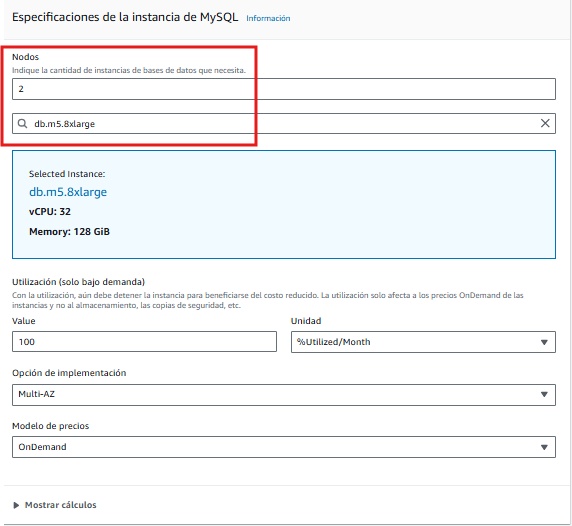 Especificaciones de la instancia de MySQL Información
Nodos
Indique la cantidad de instancias de bases de datos que necesita.
2
db.m5.8xlarge
Selected Instance:
db.m5.8xlarge
vCPU: 32
Memory: 128 GiB
Utilización (solo bajo demanda)
Con la utilización, aún debe detener la instancia para beneficiarse del costo reducido. La utilización solo afecta a los precios OnDemand de las
instancias y no al almacenamiento, las copias de seguridad, etc.
Value Unidad
100 %Utilized/Month
Opción de implementación
Multi-AZ
Modelo de precios
OnDemand
Mostrar cálculos